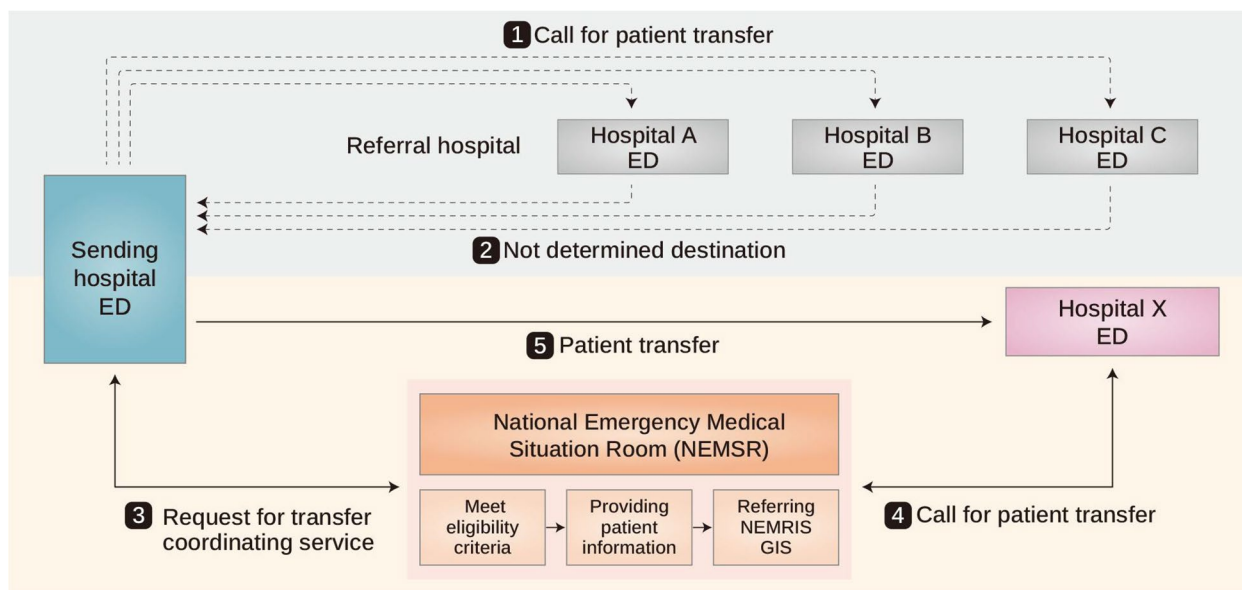 1 Call for patient transfer
Referral hospital
Hospital A
ED
Hospital B
ED
Hospital C
ED
Sending
hospital
ED
2 Not determined destination
Hospital X
ED
5 Patient transfer
National Emergency Medical
Situation Room (NEMSR)
Meet
eligibility
criteria
Providing
patient
information
Referring
NEMRIS
GIS
3 Request for transfer
coordinating service
4 Call for patient transfer